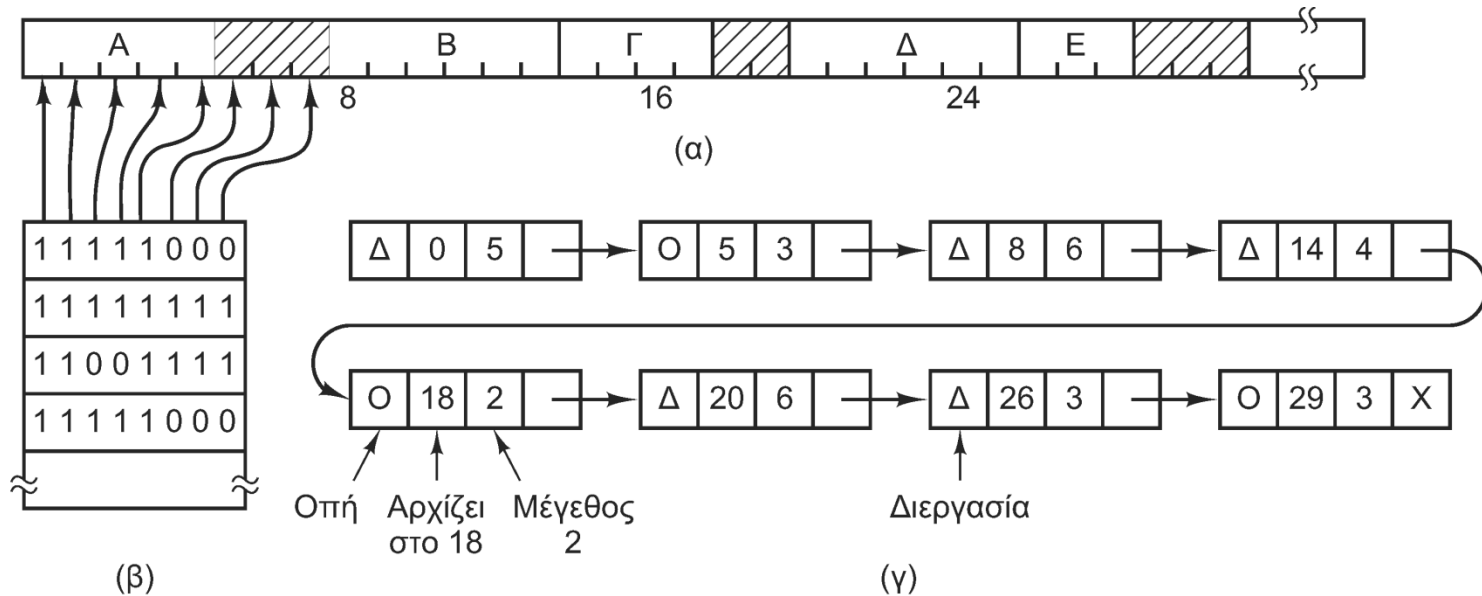 Α Β Γ Δ Ε
8 16 24
(α)
1 1 1 1 1 0 0 0
1 1 1 1 1 1 1 1
1 1 0 0 1 1 1 1
1 1 1 1 1 0 0 0
(β)
Δ 0 5 Ο 5 3 Δ 8 6 Δ 14 4
Ο 18 2 Δ 20 6 Δ 26 3 Ο 29 3 Χ
Οπή Αρχίζει Μέγεθος Διεργασία
στο 18 2
(γ)